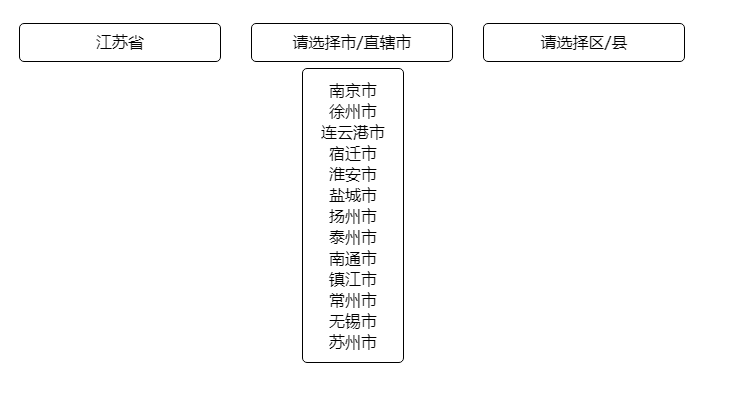 江苏省
请选择市/直辖市
请选择区/县
南京市
徐州市
连云港市
宿迁市
淮安市
盐城市
扬州市
泰州市
南通市
镇江市
常州市
无锡市
苏州市